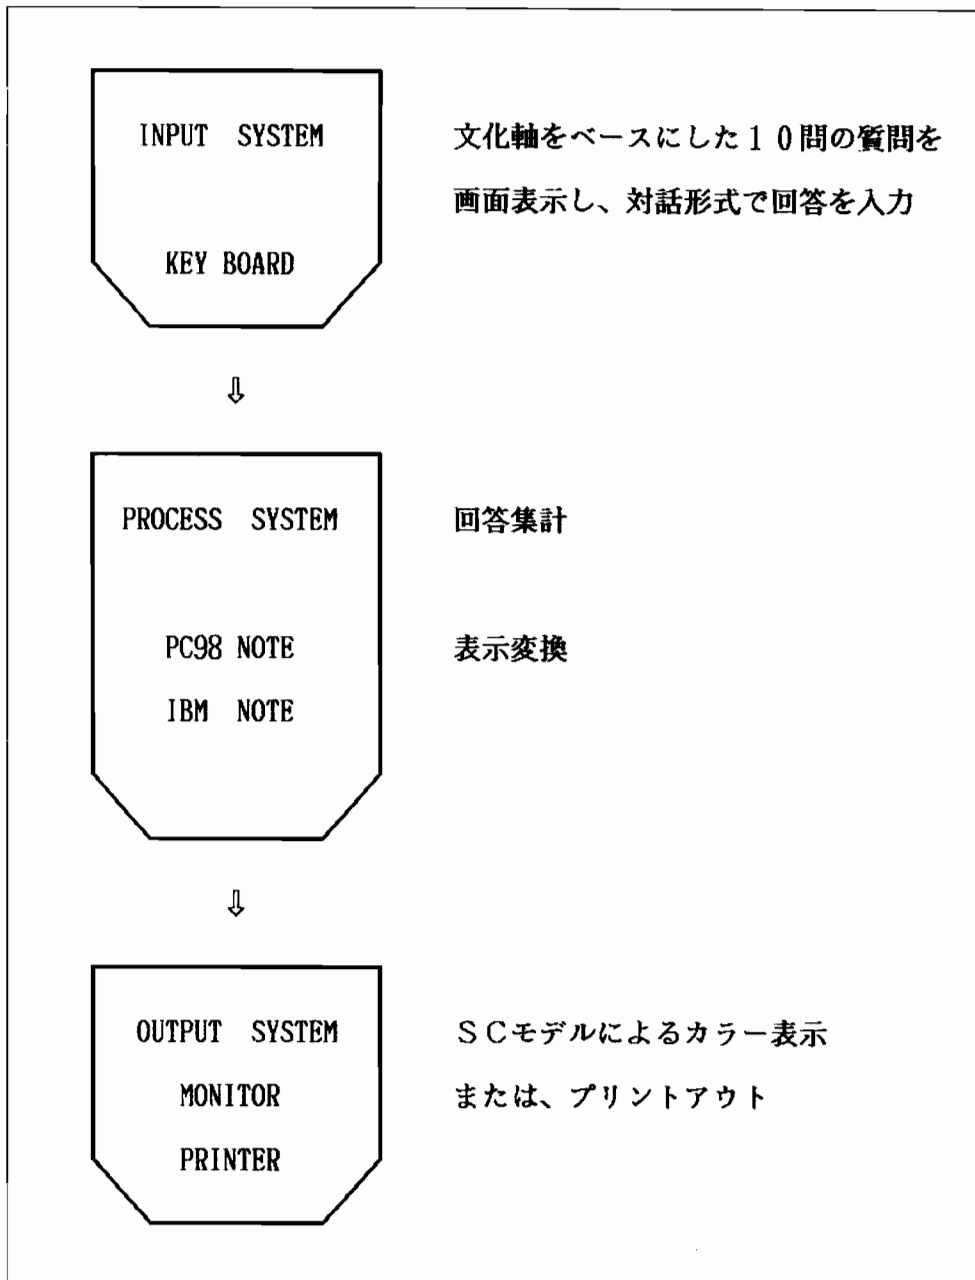 INPUT SYSTEM
文化軸をベースにした10問の質問を
画面表示し、対話形式で回答を入力
KEY BOARD
⇩
PROCESS SYSTEM
回答集計
PC98 NOTE
表示変換
IBM NOTE
⇩
OUTPUT SYSTEM
SCモデルによるカラー表示
MONITOR
または、プリントアウト
PRINTER